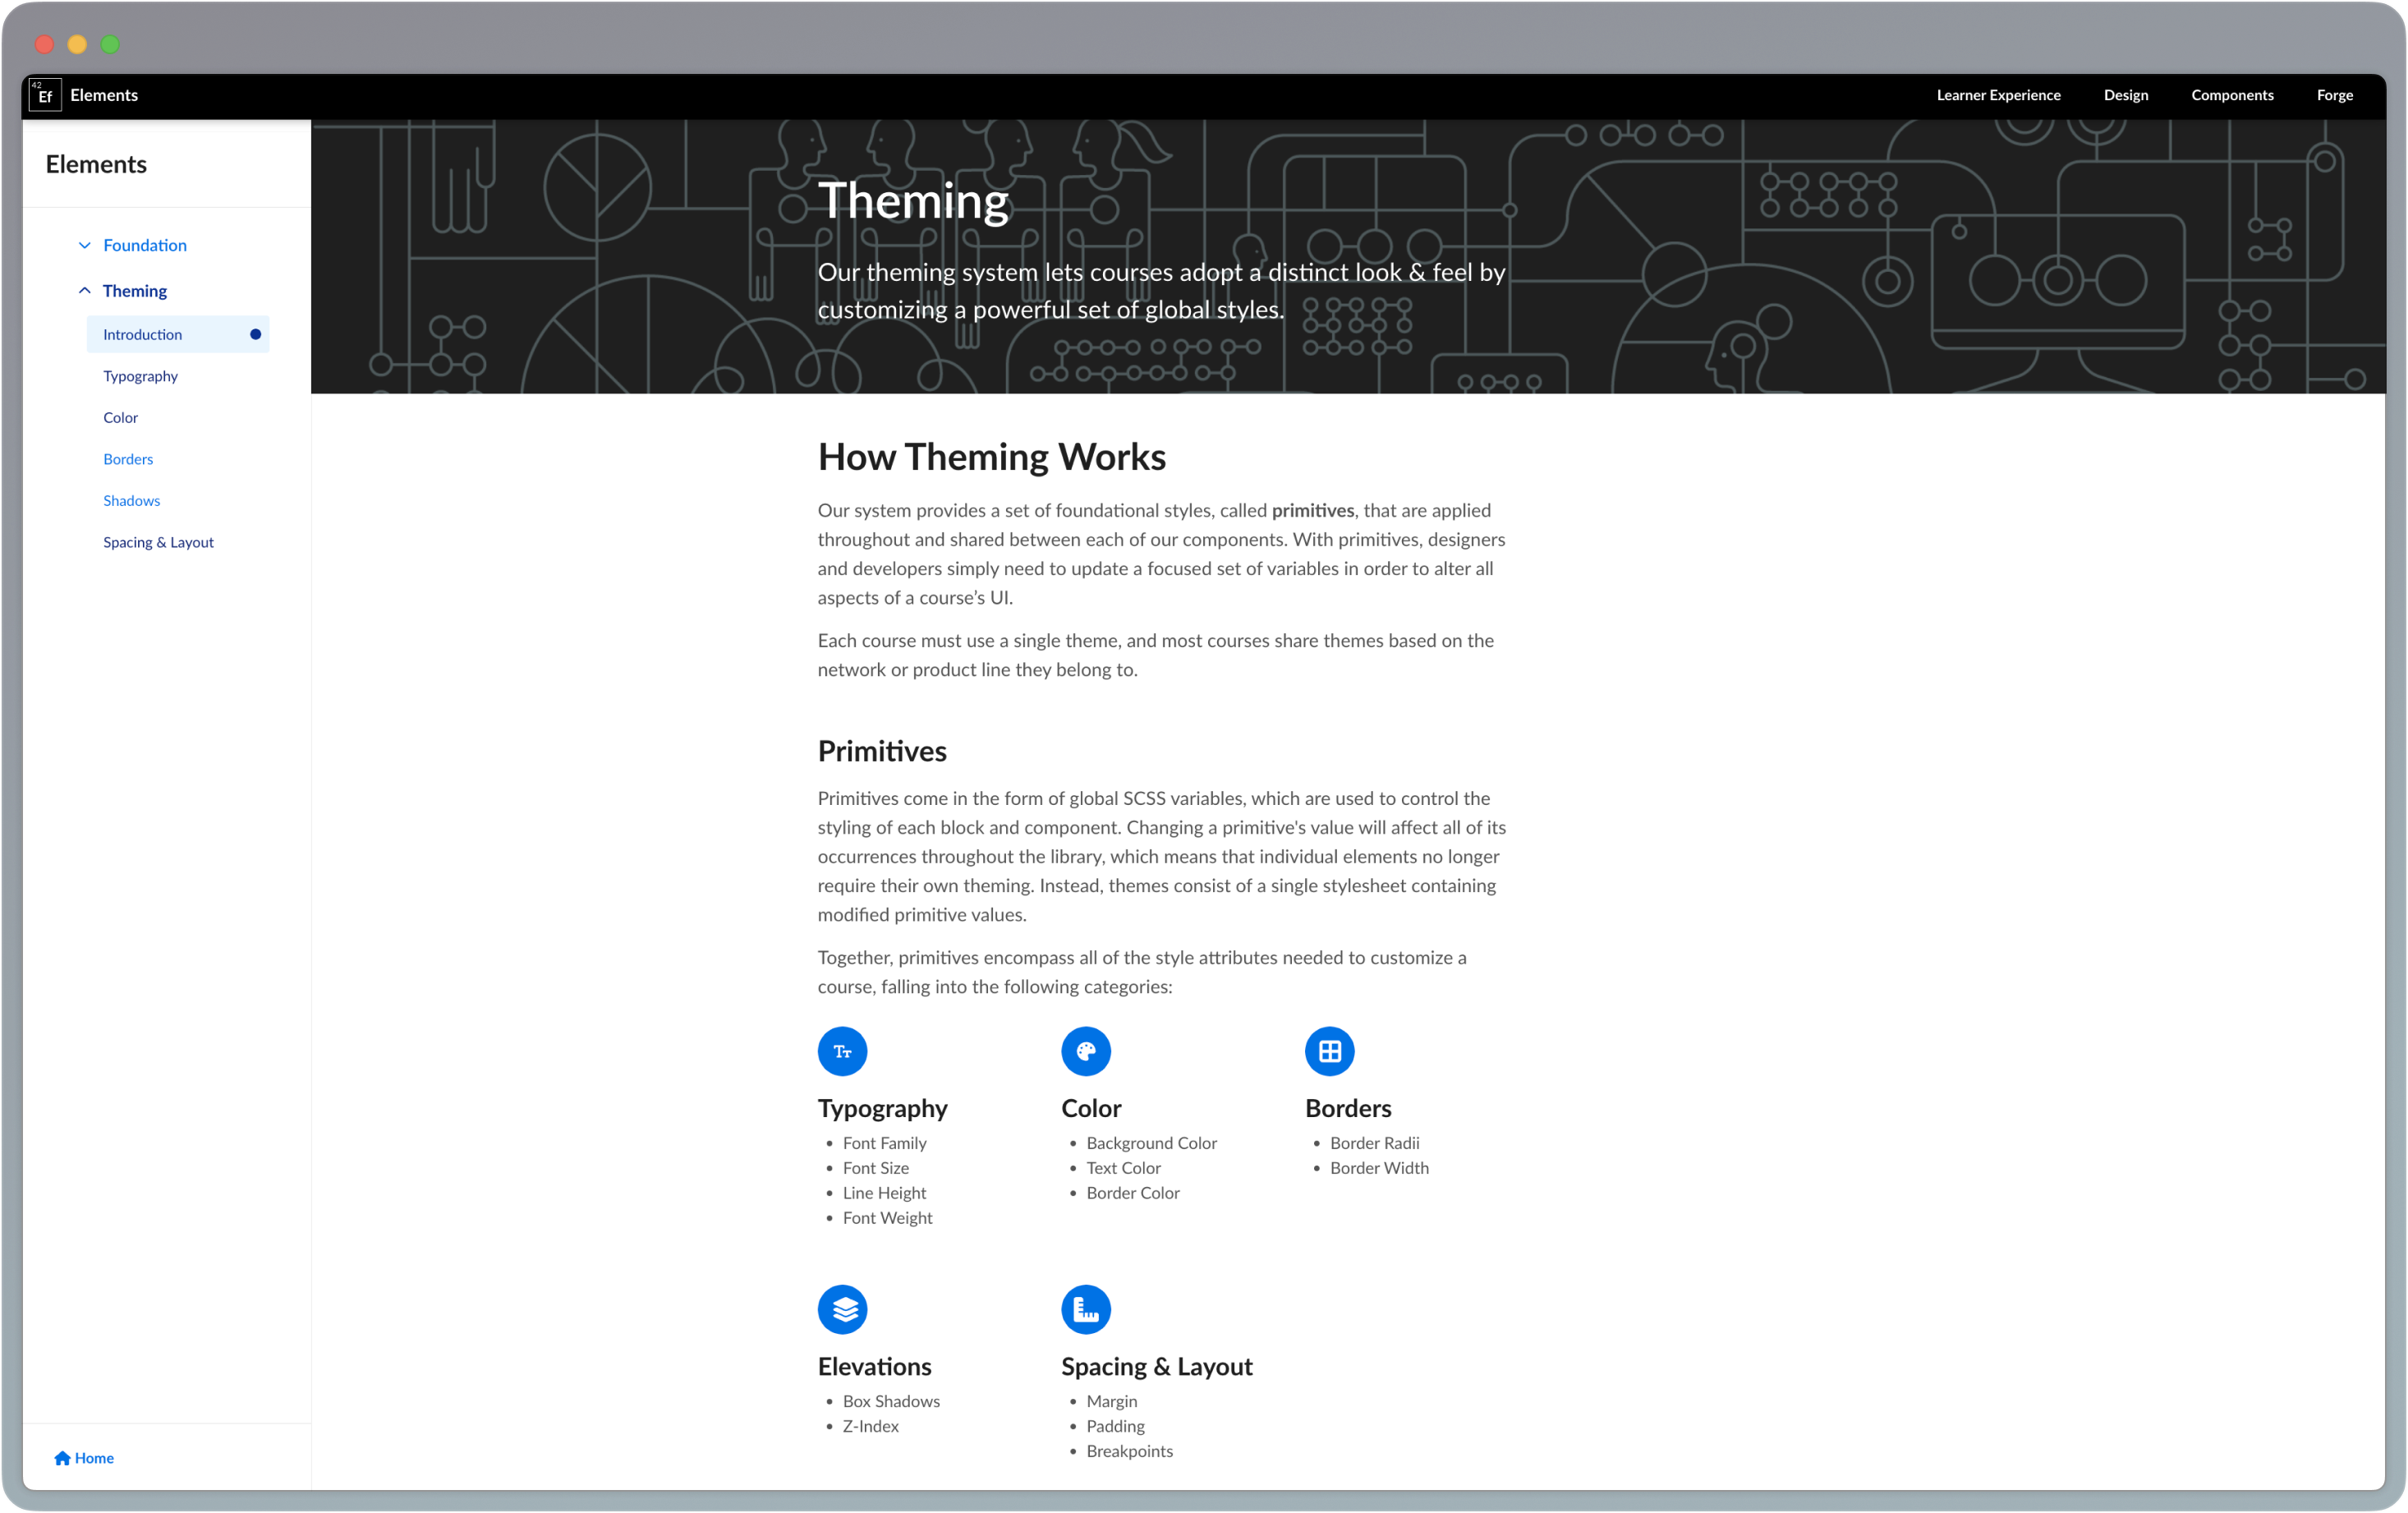 42
Ef
Elements
Learner Experience
Design
Components
Forge
Elements
Foundation
Theming
Introduction
Typography
Color
Borders
Shadows
Spacing & Layout
Home
Theming
Our theming system lets courses adopt a distinct look & feel by
customizing a powerful set of global styles.
How Theming Works
Our system provides a set of foundational styles, called primitives, that are applied
throughout and shared between each of our components. With primitives, designers
and developers simply need to update a focused set of variables in order to alter all
aspects of a course’s UI.
Each course must use a single theme, and most courses share themes based on the
network or product line they belong to.
Primitives
Primitives come in the form of global SCSS variables, which are used to control the
styling of each block and component. Changing a primitive's value will affect all of its
occurrences throughout the library, which means that individual elements no longer
require their own theming. Instead, themes consist of a single stylesheet containing
modified primitive values.
Together, primitives encompass all of the style attributes needed to customize a
course, falling into the following categories:
Typography
• Font Family
• Font Size
• Line Height
• Font Weight
Color
• Background Color
• Text Color
• Border Color
Borders
• Border Radii
• Border Width
Elevations
• Box Shadows
• Z-Index
Spacing & Layout
• Margin
• Padding
• Breakpoints